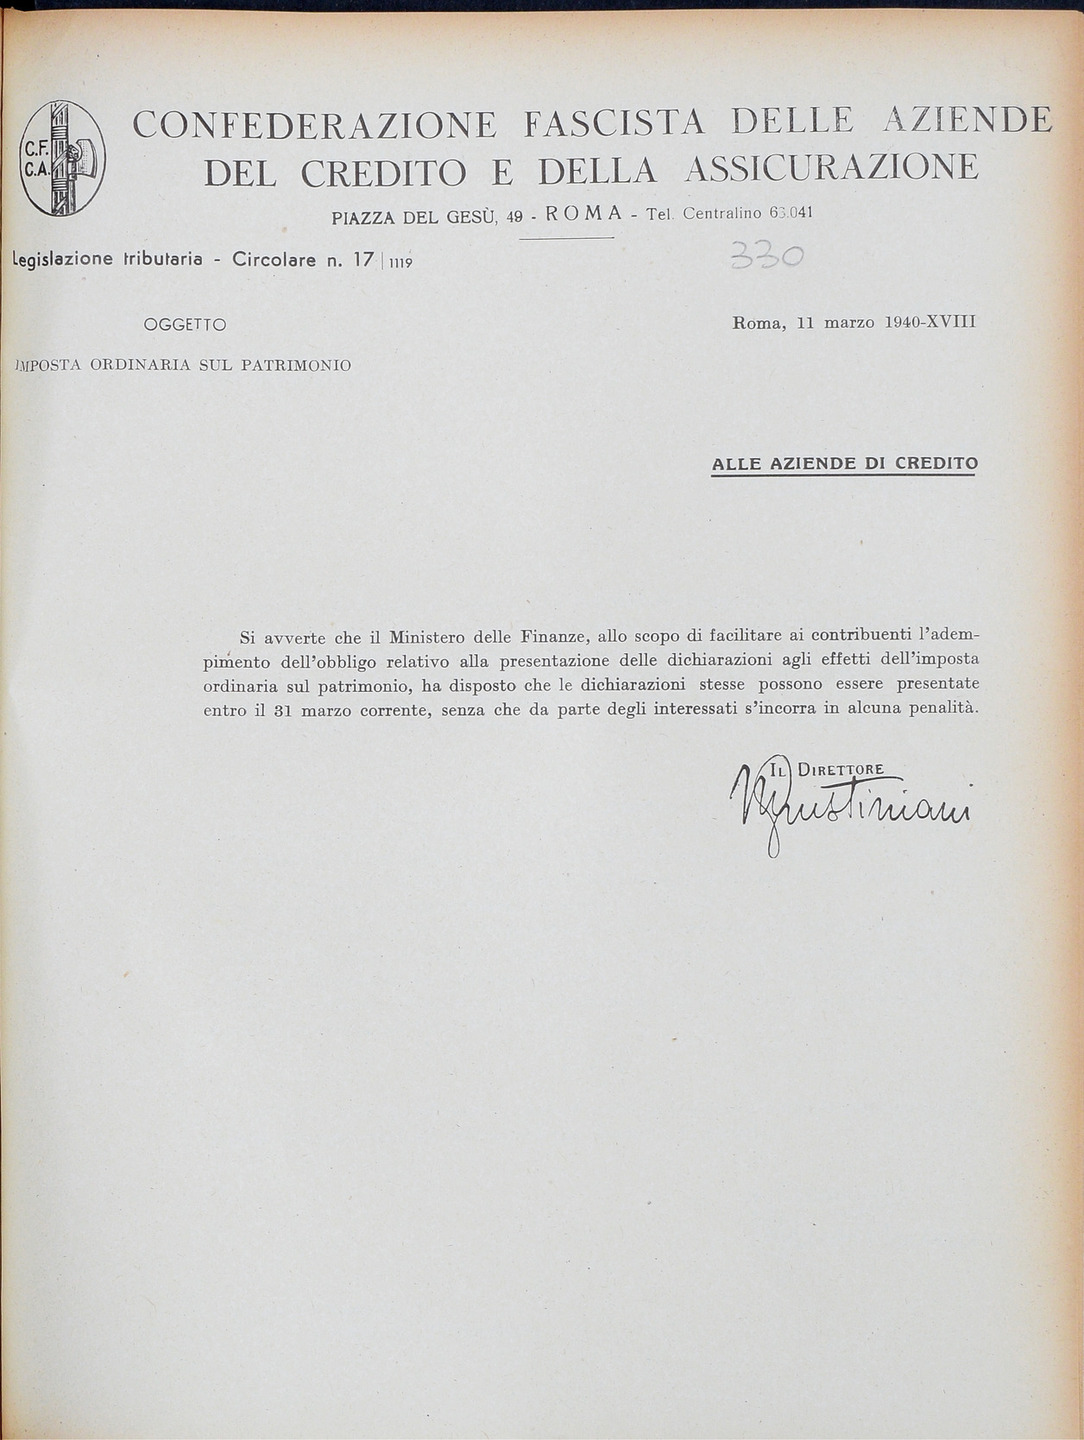 C.F.
C.A.
CONFEDERAZIONE FASCISTA DELLE AZIENDE
DEL CREDITO E DELLA ASSICURAZIONE
PIAZZA DEL GESÙ, 49 - ROMA - Tel. Centralino 63.041
Legislazione tributaria - Circolare n. 17 | 1119
330
OGGETTO
Roma, 11 marzo 1940-XVIII
IMPOSTA ORDINARIA SUL PATRIMONIO
ALLE AZIENDE DI CREDITO
Si avverte che il Ministero delle Finanze, allo scopo di facilitare ai contribuenti l'adem-
pimento dell'obbligo relativo alla presentazione delle dichiarazioni agli effetti dell'imposta
ordinaria sul patrimonio, ha disposto che le dichiarazioni stesse possono essere presentate
entro il 31 marzo corrente, senza che da parte degli interessati s'incorra in alcuna penalità.
IL DIRETTORE
Giustiniani